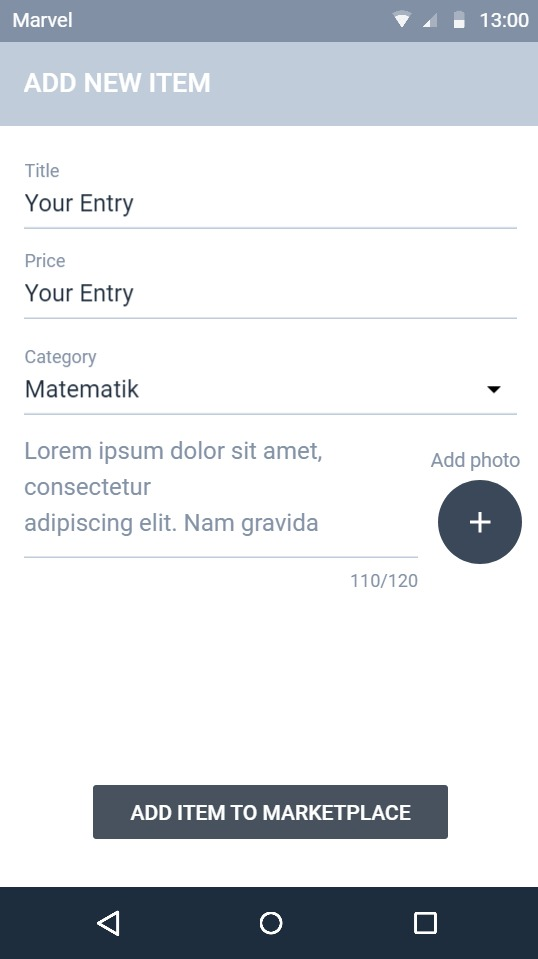 Marvel 13:00
ADD NEW ITEM
Title
Your Entry
Price
Your Entry
Category
Matematik
Lorem ipsum dolor sit amet,
consectetur
adipiscing elit. Nam gravida
Add photo
110/120
ADD ITEM TO MARKETPLACE